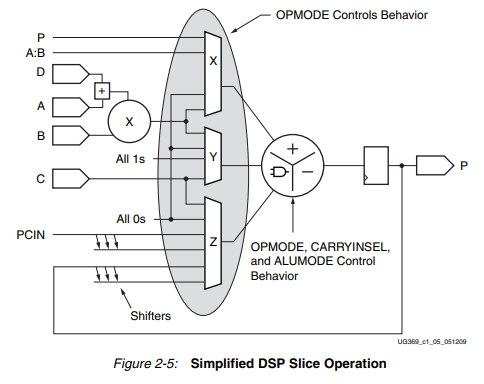 OPMODE Controls Behavior
P
A:B
D
X
+
A
X
B
+
All 1s
Y
P
C
−
All 0s
PCIN
Z
OPMODE, CARRYINSEL,
and ALUMODE Control
Behavior
Shifters
UG369_c1_05_051209
Figure 2-5: Simplified DSP Slice Operation